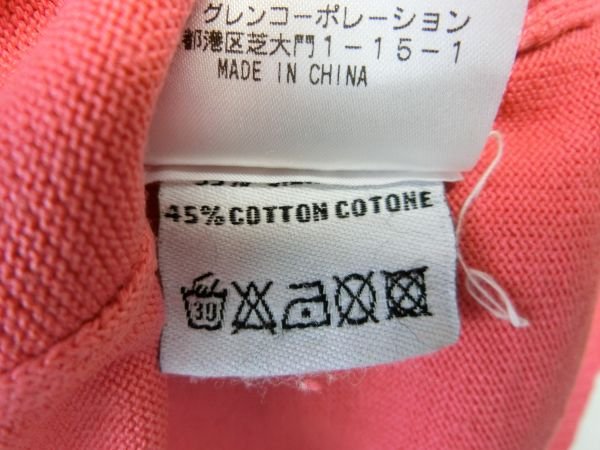 グレンコーポレーション
都港区芝大門1-15-1
MADE IN CHINA
45% COTTON COTONE
30